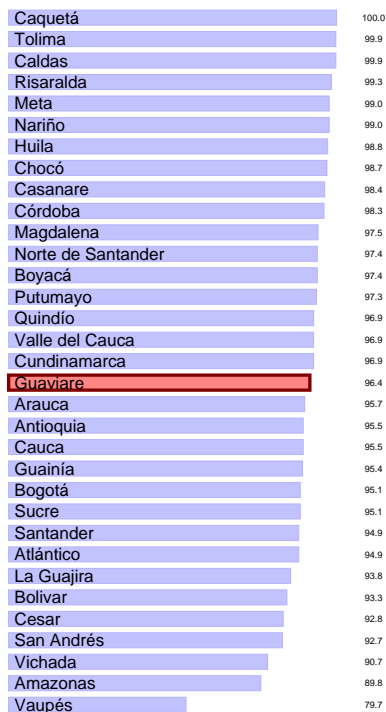 Caquetá 100.0
Tolima 99.9
Caldas 99.9
Risaralda 99.3
Meta 99.0
Nariño 99.0
Huila 98.8
Chocó 98.7
Casanare 98.4
Córdoba 98.3
Magdalena 97.5
Norte de Santander 97.4
Boyacá 97.4
Putumayo 97.3
Quindío 96.9
Valle del Cauca 96.9
Cundinamarca 96.9
Guaviare 96.4
Arauca 95.7
Antioquia 95.5
Cauca 95.5
Guainía 95.4
Bogotá 95.1
Sucre 95.1
Santander 94.9
Atlántico 94.9
La Guajira 93.8
Bolivar 93.3
Cesar 92.8
San Andrés 92.7
Vichada 90.7
Amazonas 89.8
Vaupés 79.7